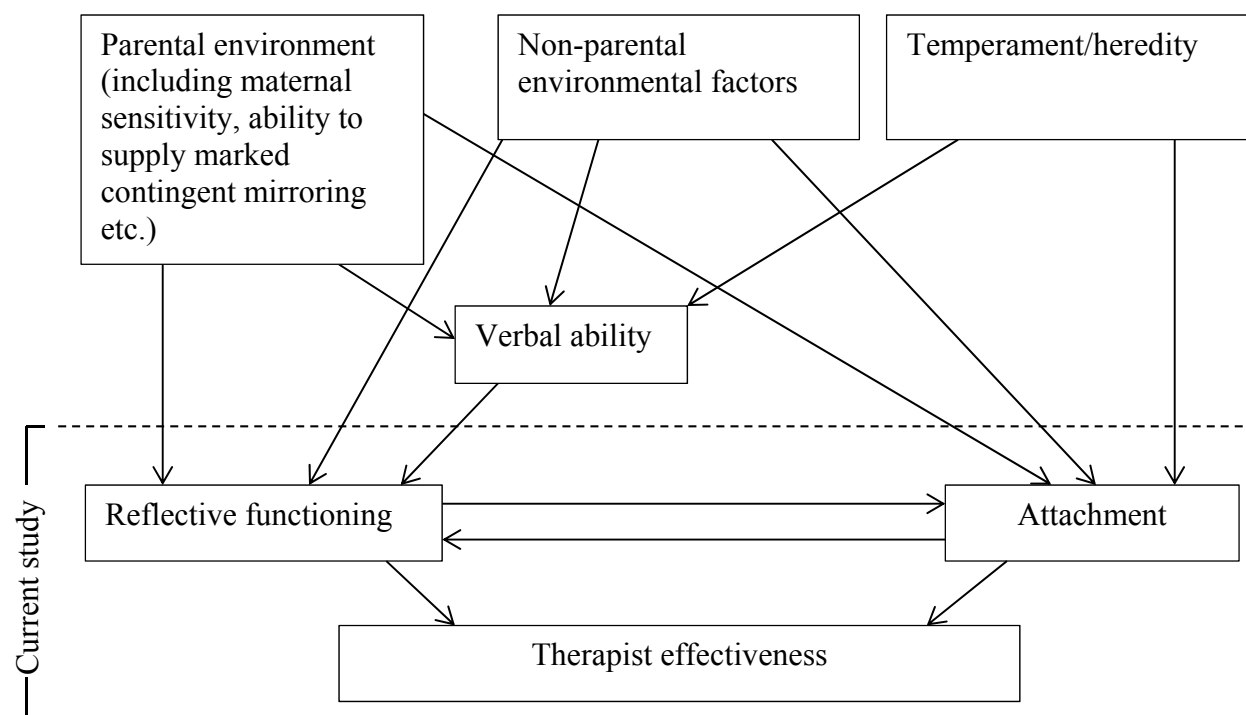 Parental environment
(including maternal
sensitivity, ability to
supply marked
contingent mirroring
etc.)
Non-parental
environmental factors
Temperament/heredity
Verbal ability
Current study
Reflective functioning
Attachment
Therapist effectiveness